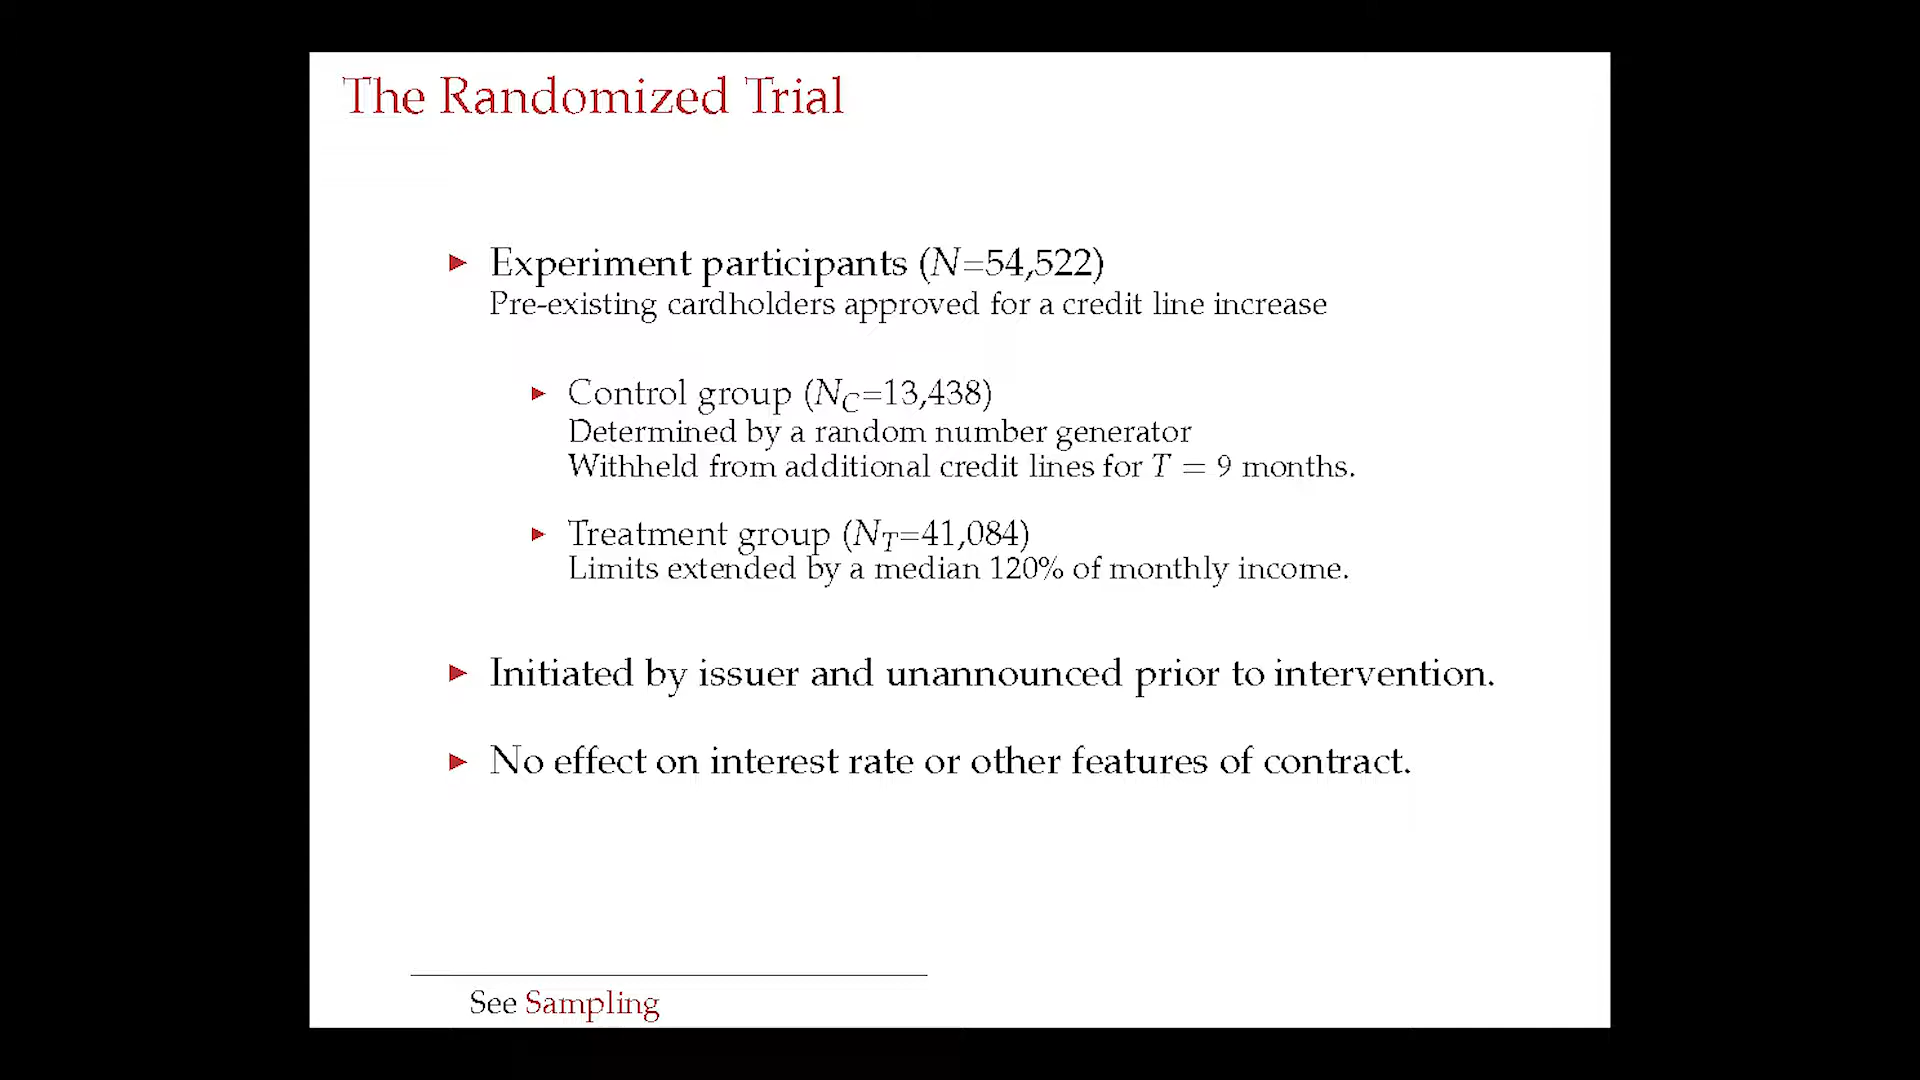 The Randomized Trial
▶ Experiment participants (N=54,522)
Pre-existing cardholders approved for a credit line increase
▶ Control group (N_C=13,438)
Determined by a random number generator
Withheld from additional credit lines for T = 9 months.
▶ Treatment group (N_T=41,084)
Limits extended by a median 120% of monthly income.
▶ Initiated by issuer and unannounced prior to intervention.
▶ No effect on interest rate or other features of contract.
See Sampling